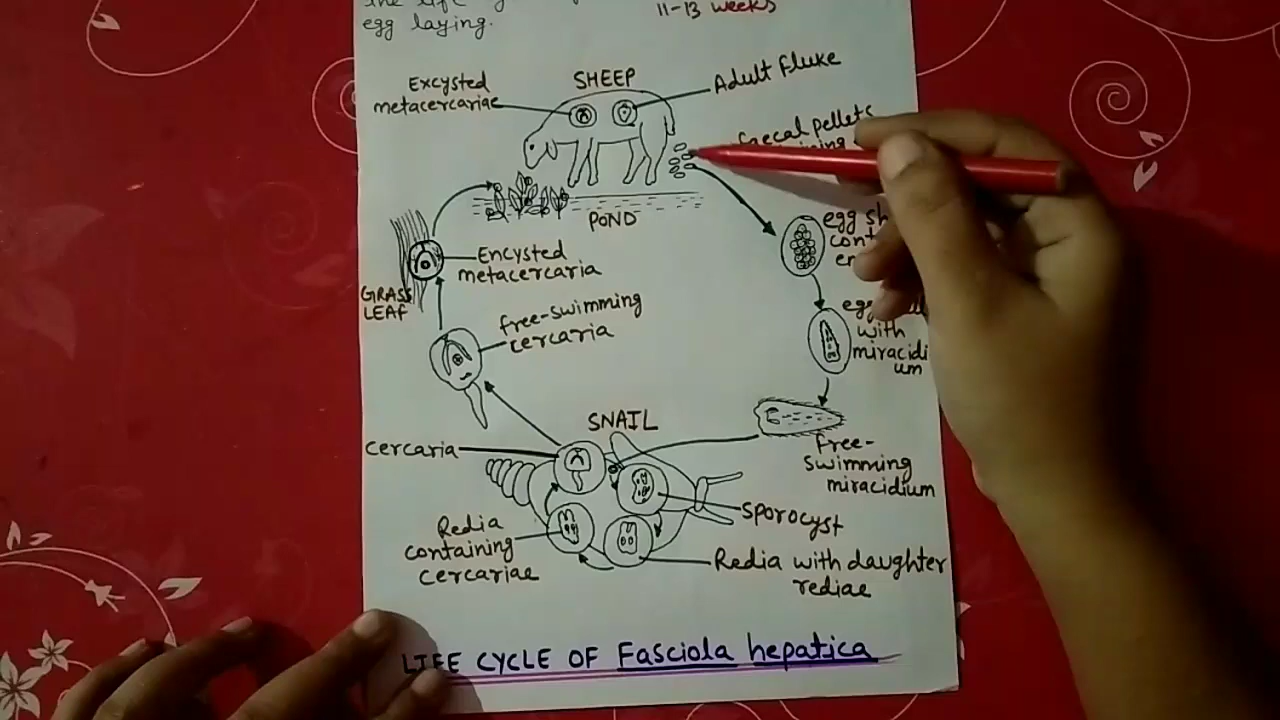 egg laying.
11-13 weeks
SHEEP
Excysted
metacercariae
Adult fluke
faecal pellets
POND
Encysted
metacercaria
GRASS
LEAF
with
miracidi
um
free-swimming
cercaria
SNAIL
cercaria
free-
swimming
miracidium
Sporocyst
Redia
containing
cercariae
Redia with daughter
rediae
LIFE CYCLE OF Fasciola hepatica